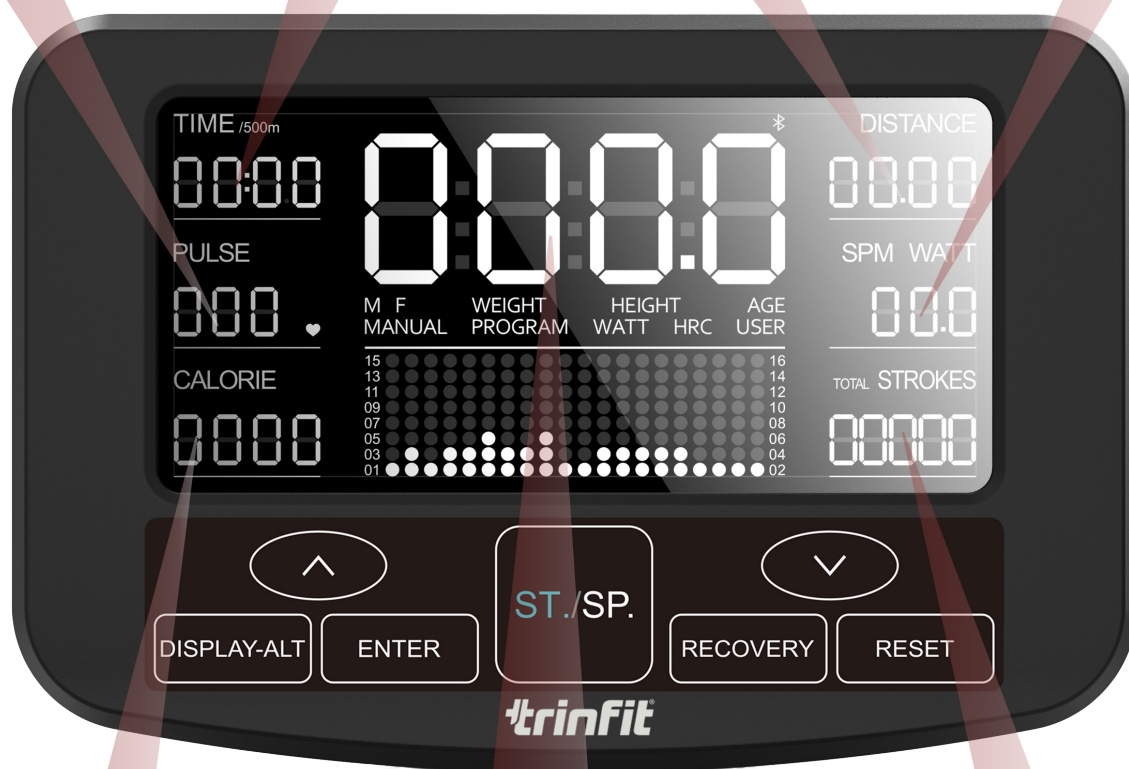 TIME /500m
00:00
PULSE
000
CALORIE
0000
000.0
M F WEIGHT HEIGHT AGE
MANUAL PROGRAM WATT HRC USER
15 16
13 14
11 12
09 10
07 08
05 06
03 04
01 02
DISTANCE
00.00
SPM WATT
00.0
TOTAL STROKES
00000
ST./SP.
DISPLAY-ALT ENTER RECOVERY RESET
trinfit